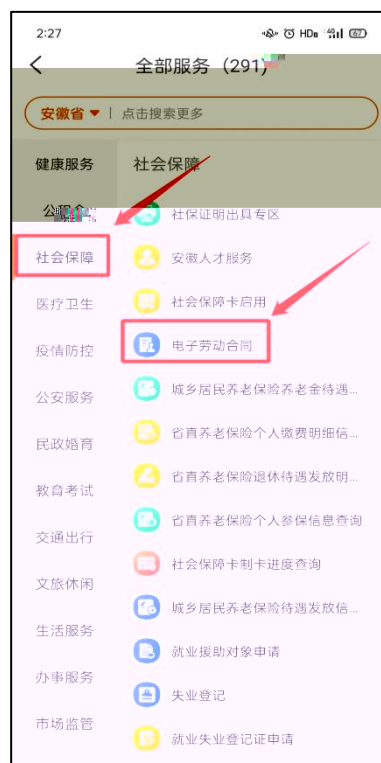 2:27
HD
67
全部服务（291）
安徽省
点击搜索更多
健康服务
社会保障
社会保障
医疗卫生
疫情防控
公安服务
民政婚育
教育考试
交通出行
文旅休闲
生活服务
办事服务
市场监管
社保证明出具专区
安徽人才服务
社会保障卡启用
电子劳动合同
城乡居民养老保险养老金待遇...
省直养老保险个人缴费明细信...
省直养老保险退休待遇发放明...
省直养老保险个人参保信息查询
社会保障卡制卡进度查询
城乡居民养老保险待遇发放信...
就业援助对象申请
失业登记
就业失业登记证申请